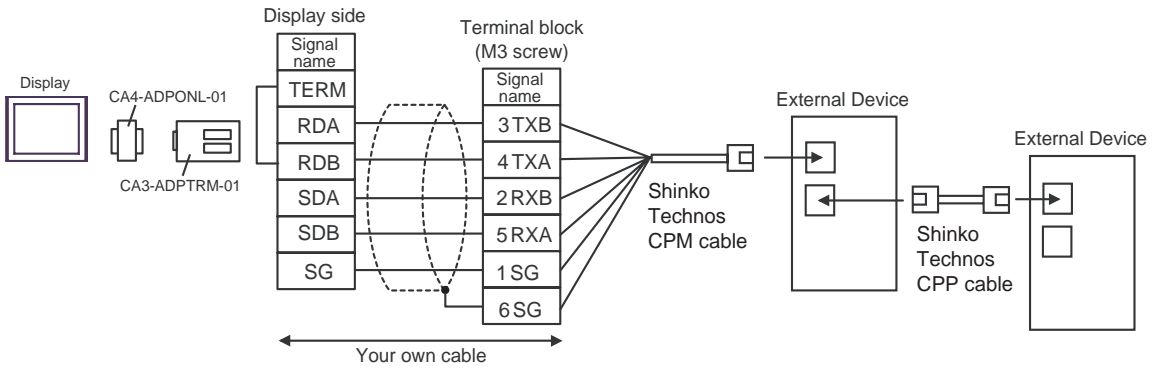 Display
CA4-ADPONL-01
CA3-ADPTRM-01
Display side
Signal
name
TERM
RDA
RDB
SDA
SDB
SG
Terminal block
(M3 screw)
Signal
name
3 TXB
4 TXA
2 RXB
5 RXA
1 SG
6 SG
Your own cable
Shinko
Technos
CPM cable
External Device
Shinko
Technos
CPP cable
External Device